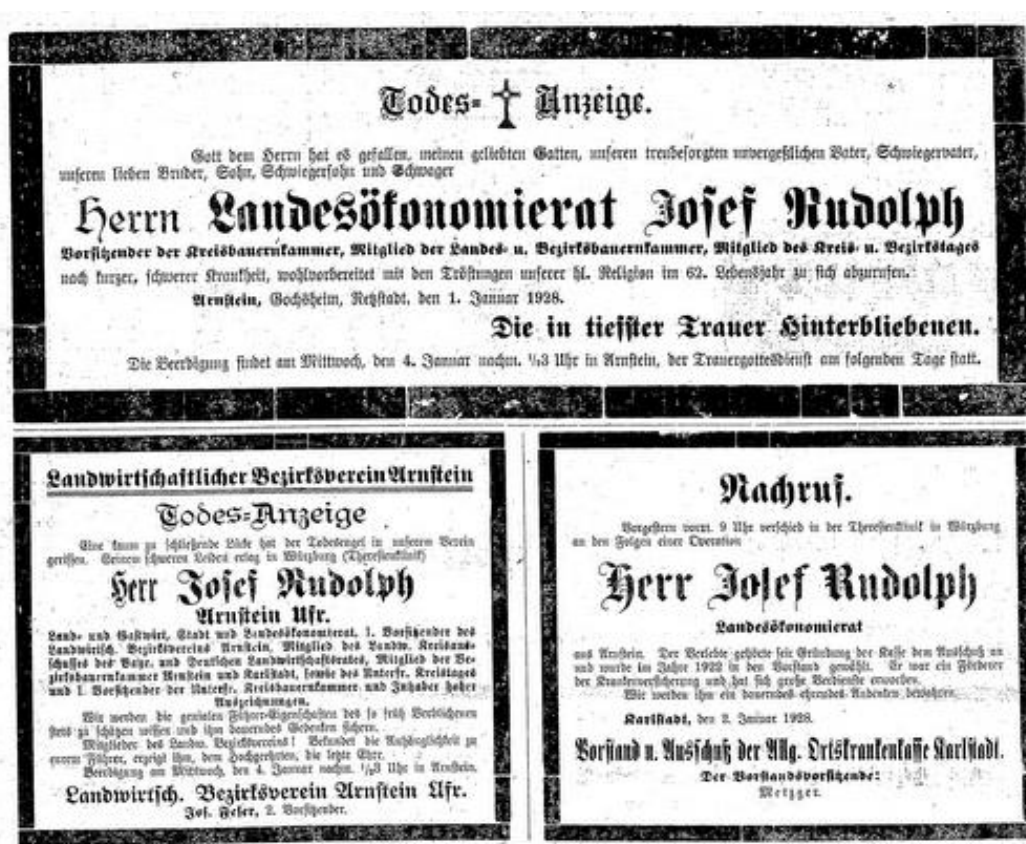 Todes- Anzeige.
Gott dem Herrn hat es gefallen, meinen geliebten Gatten, unseren treubesorgten unvergeßlichen Vater, Schwiegervater,
unseren lieben Bruder, Sohn, Schwiegersohn und Schwager
Herrn Landesökonomierat Josef Rudolph
Vorsitzender der Kreisbauernkammer, Mitglied der Landes- u. Bezirksbauernkammer, Mitglied des Kreis- u. Bezirkstages
nach kurzer, schwerer Krankheit, wohlvorbereitet mit den Tröstungen unserer hl. Religion im 62. Lebensjahr zu sich abzurufen.
Arnstein, Gochsheim, Retzstadt, den 1. Januar 1928.
Die in tiefster Trauer Hinterbliebenen.
Die Beerdigung findet am Mittwoch, den 4. Januar nachm. ½3 Uhr in Arnstein, der Trauergottesdienst am folgenden Tage statt.
Landwirtschaftlicher Bezirksverein Arnstein
Todes-Anzeige
Eine kaum zu schließende Lücke hat der Todesengel in unserem Verein
gerissen. Seinem schweren Leiden erlag in Würzburg (Theresienklinik)
Herr Josef Rudolph
Arnstein Ufr.
Land- und Gastwirt, Stadt und Landesökonomierat, 1. Vorsitzender des
Landwirtsch. Bezirksvereins Arnstein, Mitglied des Landw. Kreisaus-
schusses des Bayr. und Deutschen Landwirtschaftsrates, Mitglied der Be-
zirksbauernkammer Arnstein und Karlstadt, sowie des Unterfr. Kreistages
und 1. Vorsitzender der Unterfr. Kreisbauernkammer und Inhaber hoher
Auszeichnungen.
Wir werden die genialen Führer-Eigenschaften des so früh Verblichenen
stets zu schätzen wissen und ihm dauerndes Gedenken sichern.
Mitglieder des Landw. Bezirksvereins! Bekundet die Anhänglichkeit zu
eurem Führer, erzeigt ihm, dem Hochgeehrten, die letzte Ehre.
Beerdigung am Mittwoch, den 4. Januar nachm. ½3 Uhr in Arnstein.
Landwirtsch. Bezirksverein Arnstein Ufr.
Jos. Feser, 2. Vorsitzender.
Nachruf.
Vorgestern vorm. 9 Uhr verschied in der Theresienklinik in Würzburg
an den Folgen einer Operation
Herr Josef Rudolph
Landesökonomierat
aus Arnstein. Der Verlebte gehörte seit Gründung der Kasse dem Ausschuß an
und wurde im Jahre 1922 in den Vorstand gewählt. Er war ein Förderer
der Krankenversicherung und hat sich große Verdienste erworben.
Wir werden ihm ein dauerndes ehrendes Andenken bewahren.
Karlstadt, den 2. Januar 1928.
Vorstand u. Ausschuß der Allg. Ortskrankenkasse Karlstadt.
Der Vorstandsvorsitzende:
Metzger.